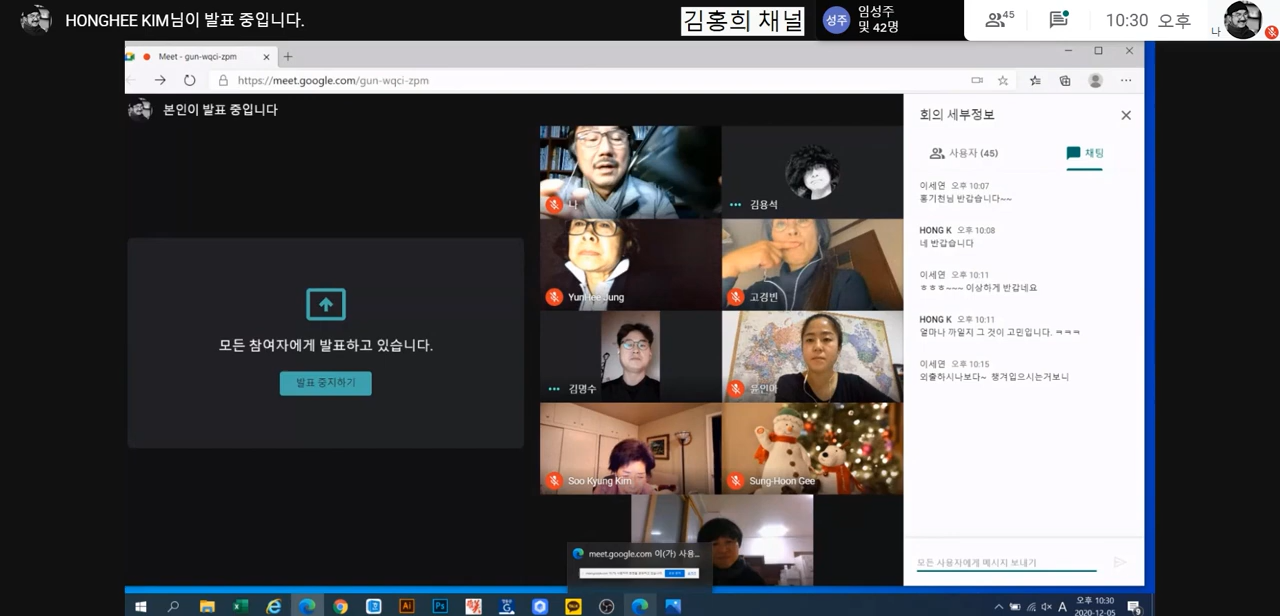 HONGHEE KIM님이 발표 중입니다.
김홍희 채널
성주
임성주
및 42명
45
10:30 오후
나
Meet - gun-wqci-zpm
https://meet.google.com/gun-wqci-zpm
본인이 발표 중입니다
모든 참여자에게 발표하고 있습니다.
발표 중지하기
나
김용석
YunHee Jung
고경빈
김명수
윤인아
Soo Kyung Kim
Sung-Hoon Gee
meet.google.com 이(가) 사용...
회의 세부정보
사용자 (45)
채팅
이세연 오후 10:07
홍기천님 반갑습니다~~
HONG K 오후 10:08
네 반갑습니다
이세연 오후 10:11
ㅎㅎㅎ~~~ 이상하게 반갑네요
HONG K 오후 10:11
얼마나 까일지 그 것이 고민입니다. ㅋㅋㅋ
이세연 오후 10:15
외출하시나보다~ 챙겨입으시는거보니
모든 사용자에게 메시지 보내기
Ai
Ps
A
오후 10:30
2020-12-05
9